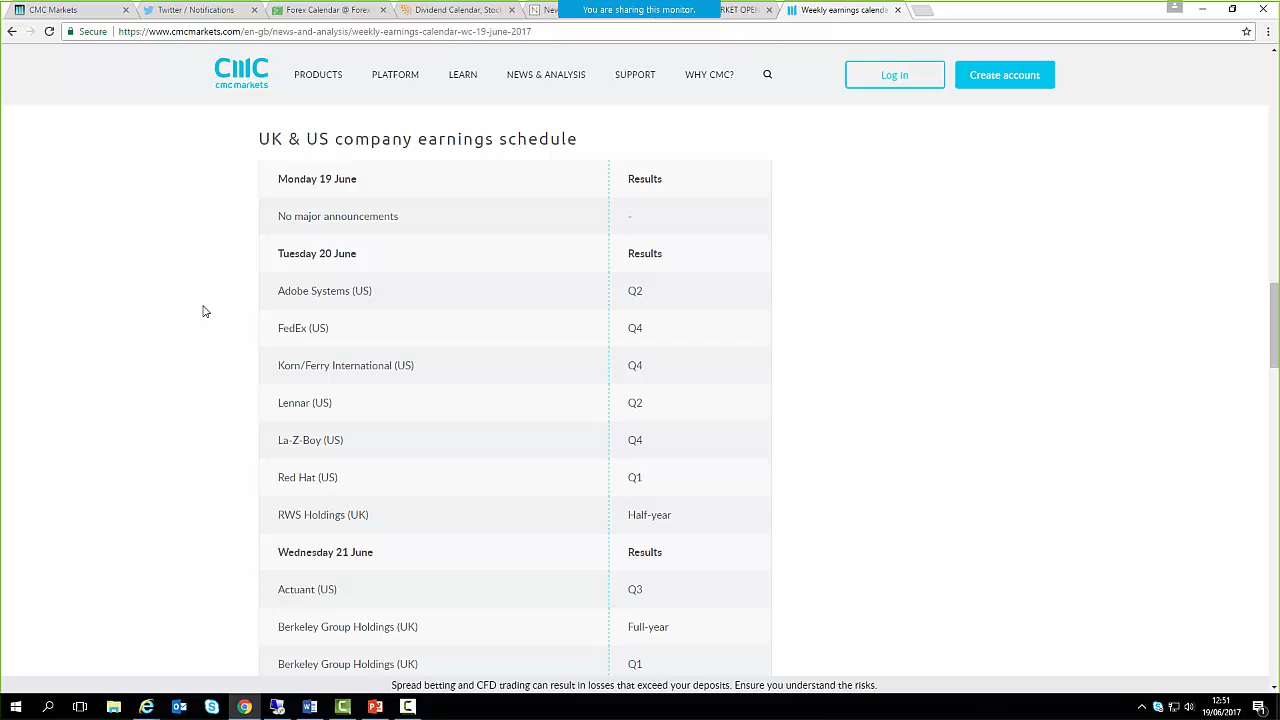 CMC Markets
Twitter / Notifications
Forex Calendar @ Forex
Dividend Calendar, Stock
New
You are sharing this monitor.
MARKET OPEN
Weekly earnings calenda
Secure
https://www.cmcmarkets.com/en-gb/news-and-analysis/weekly-earnings-calendar-wc-19-june-2017
cmc markets
PRODUCTS
PLATFORM
LEARN
NEWS & ANALYSIS
SUPPORT
WHY CMC?
Log in
Create account
UK & US company earnings schedule
Monday 19 June Results
No major announcements -
Tuesday 20 June Results
Adobe Systems (US) Q2
FedEx (US) Q4
Korn/Ferry International (US) Q4
Lennar (US) Q2
La-Z-Boy (US) Q4
Red Hat (US) Q1
RWS Holdings (UK) Half-year
Wednesday 21 June Results
Actuant (US) Q3
Berkeley Group Holdings (UK) Full-year
Berkeley Group Holdings (UK) Q1
Spread betting and CFD trading can result in losses that exceed your deposits. Ensure you understand the risks.
12:51
19/06/2017